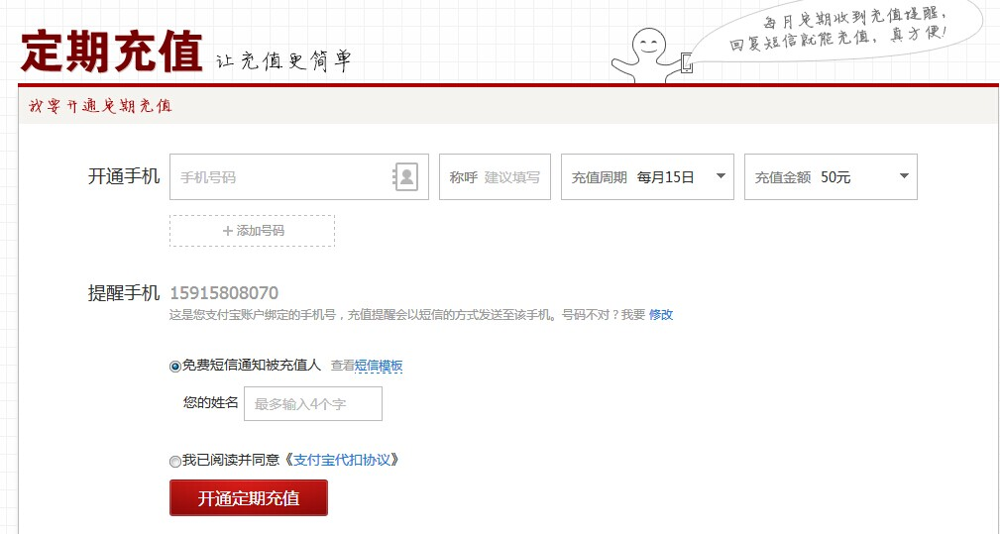 定期充值 让充值更简单
每月定期收到充值提醒，
回复短信就能充值，真方便！
我要开通定期充值
开通手机 手机号码 称呼 建议填写 充值周期 每月15日 充值金额 50元
+ 添加号码
提醒手机 15915808070
这是您支付宝账户绑定的手机号，充值提醒会以短信的方式发送至该手机。号码不对？我要 修改
免费短信通知被充值人 查看短信模板
您的姓名 最多输入4个字
我已阅读并同意《支付宝代扣协议》
开通定期充值